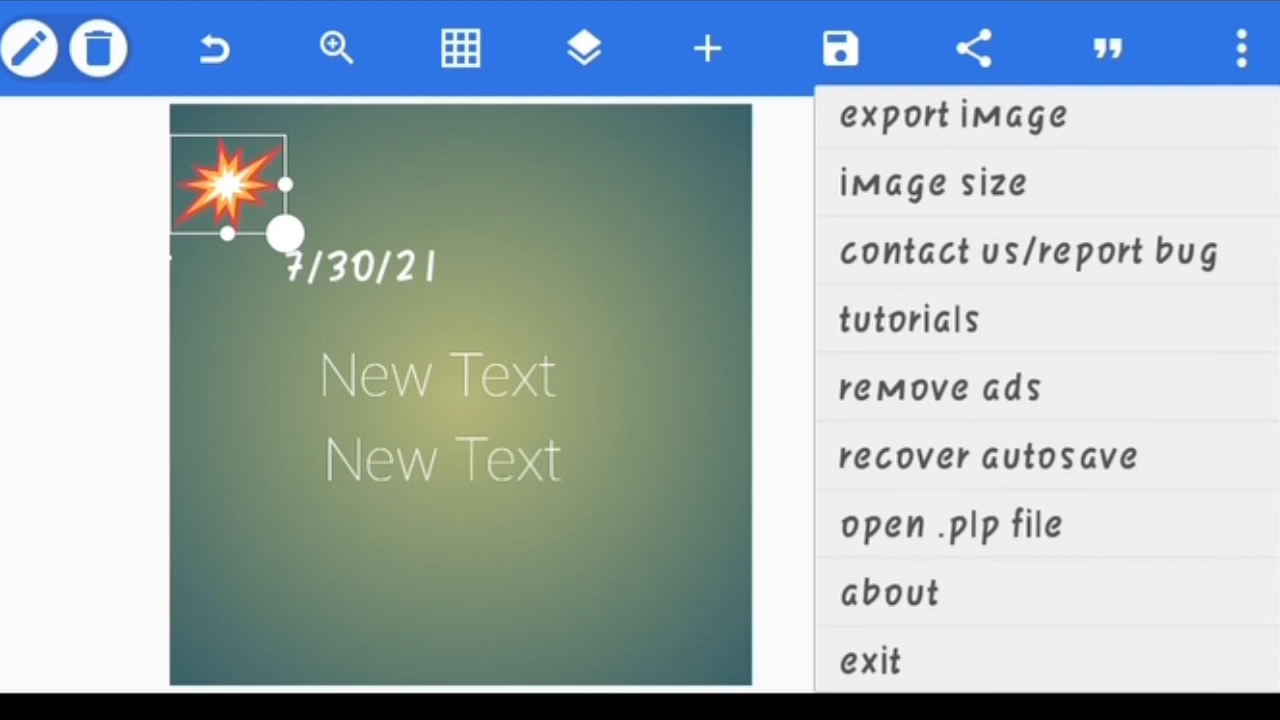 export image
image size
contact us/report bug
tutorials
remove ads
recover autosave
open .plp file
about
exit
7/30/21
New Text
New Text